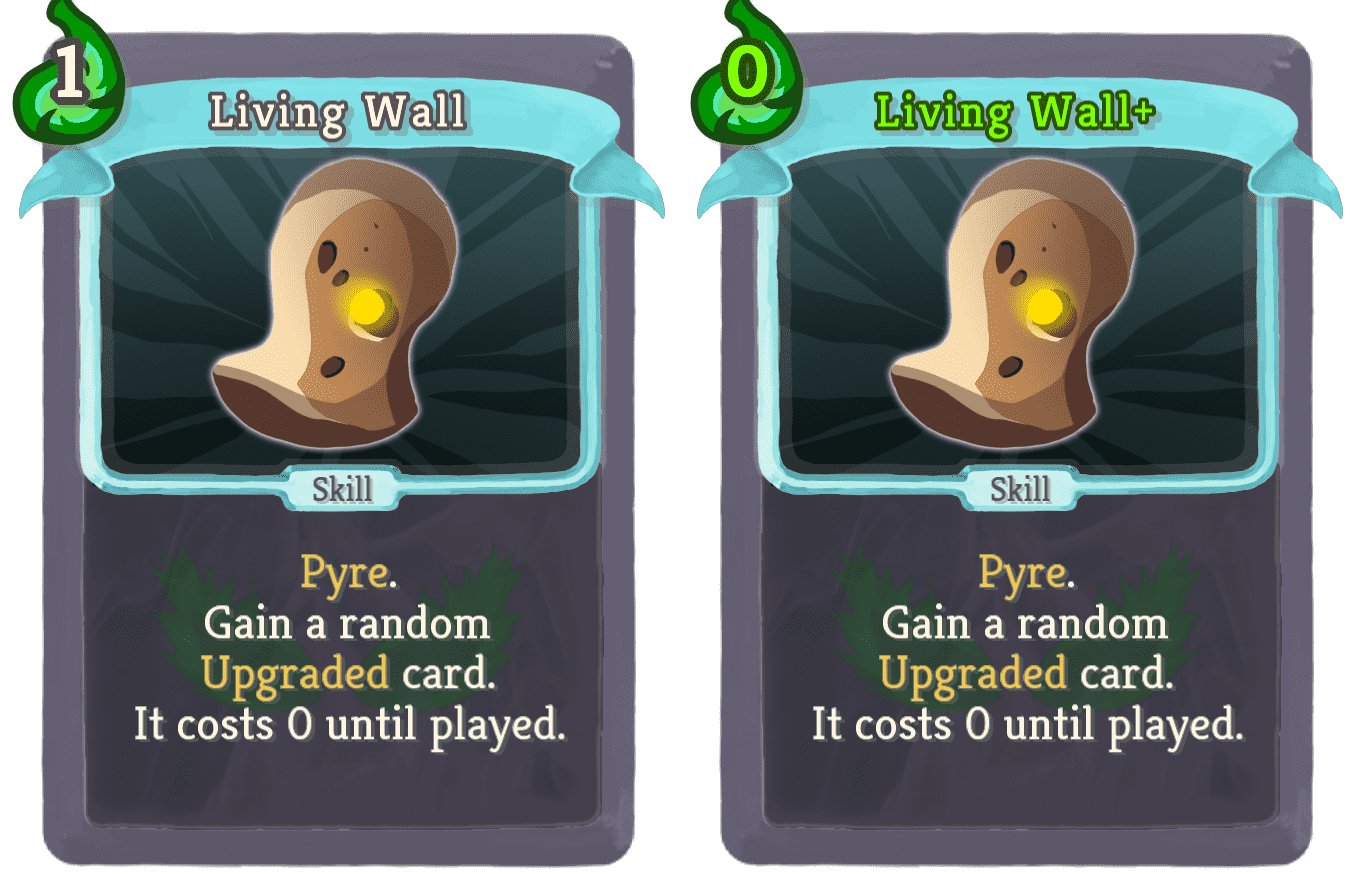 1
Living Wall
Skill
Pyre.
Gain a random
Upgraded card.
It costs 0 until played.
0
Living Wall+
Skill
Pyre.
Gain a random
Upgraded card.
It costs 0 until played.